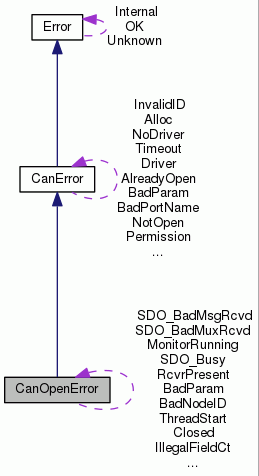 Internal
OK
Unknown
Error
InvalidID
Alloc
NoDriver
Timeout
Driver
AlreadyOpen
BadParam
BadPortName
NotOpen
Permission
...
CanError
SDO_BadMsgRcvd
SDO_BadMuxRcvd
MonitorRunning
SDO_Busy
RcvrPresent
BadParam
BadNodeID
ThreadStart
Closed
IllegalFieldCt
...
CanOpenError